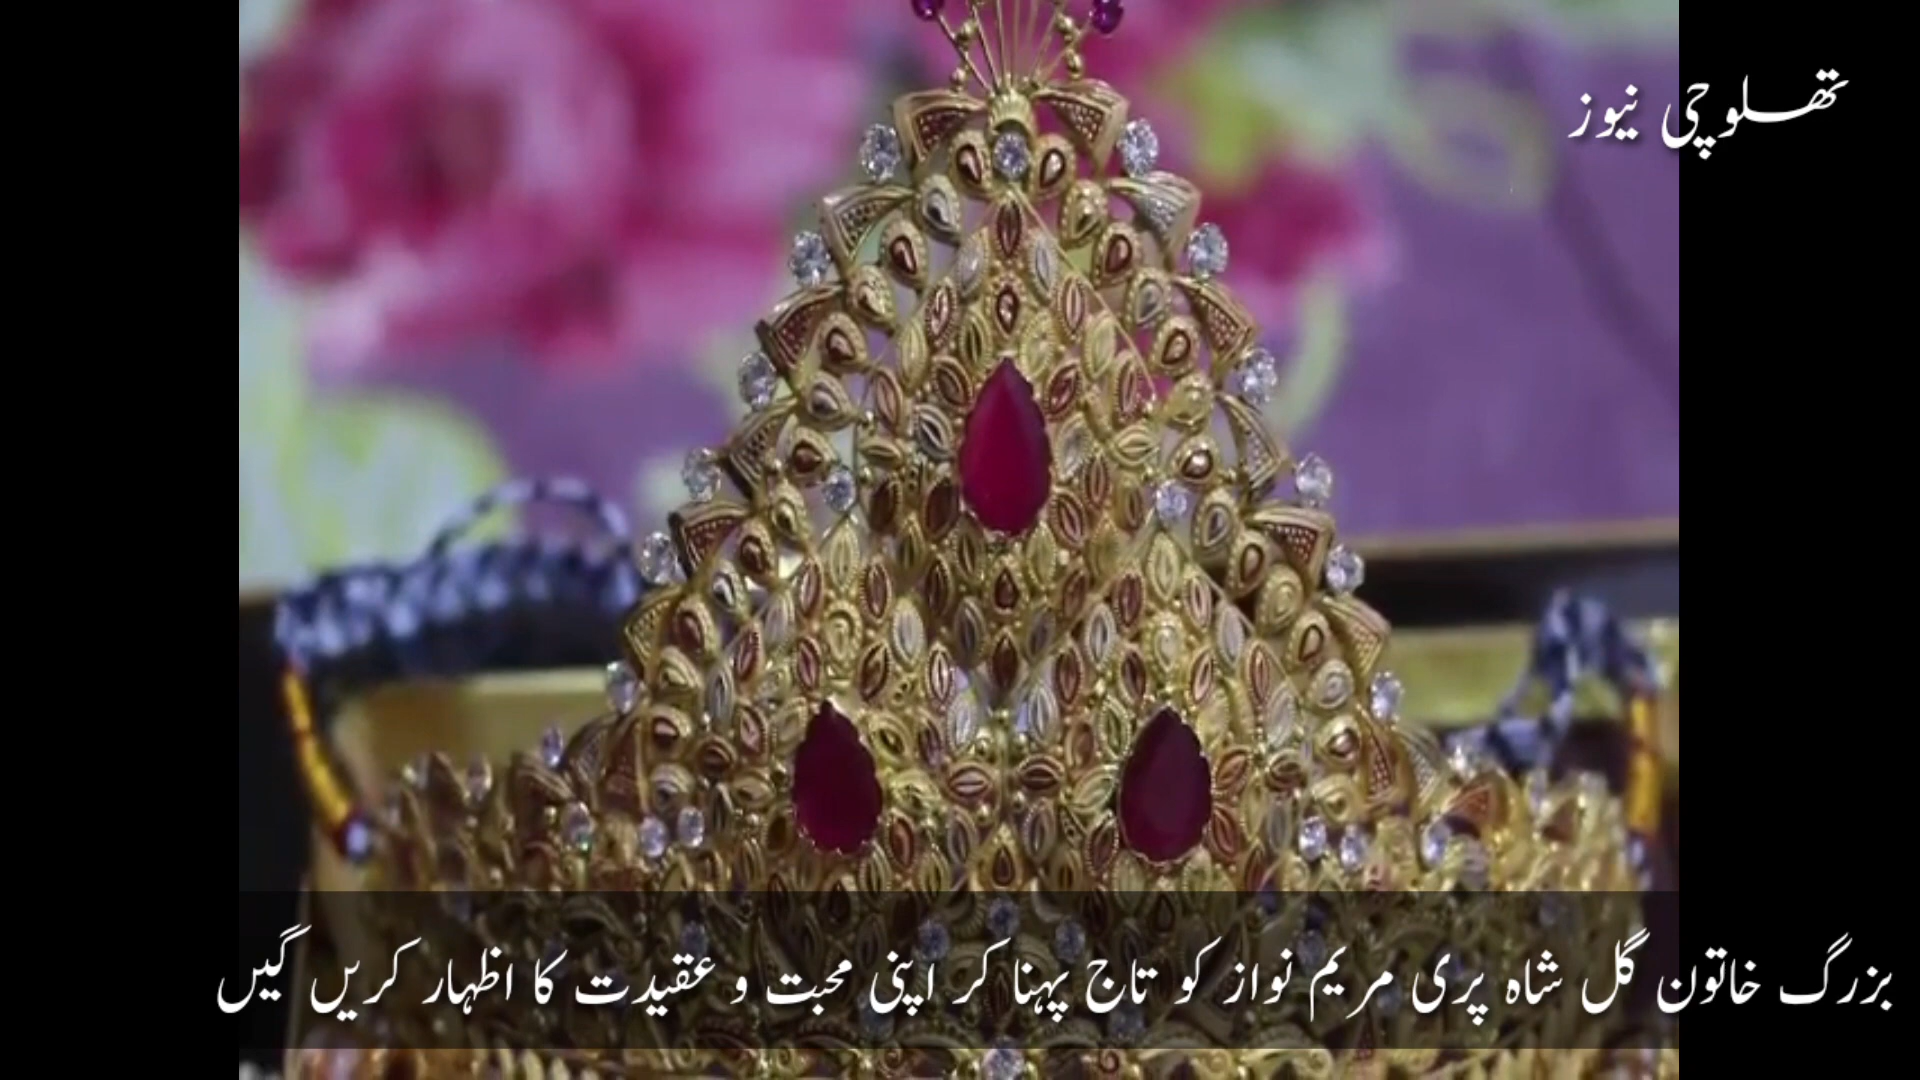 تھلوچی نیوز
بزرگ خاتون گل شاہ پری مریم نواز کو تاج پہنا کر اپنی محبت و عقیدت کا اظہار کریں گیں